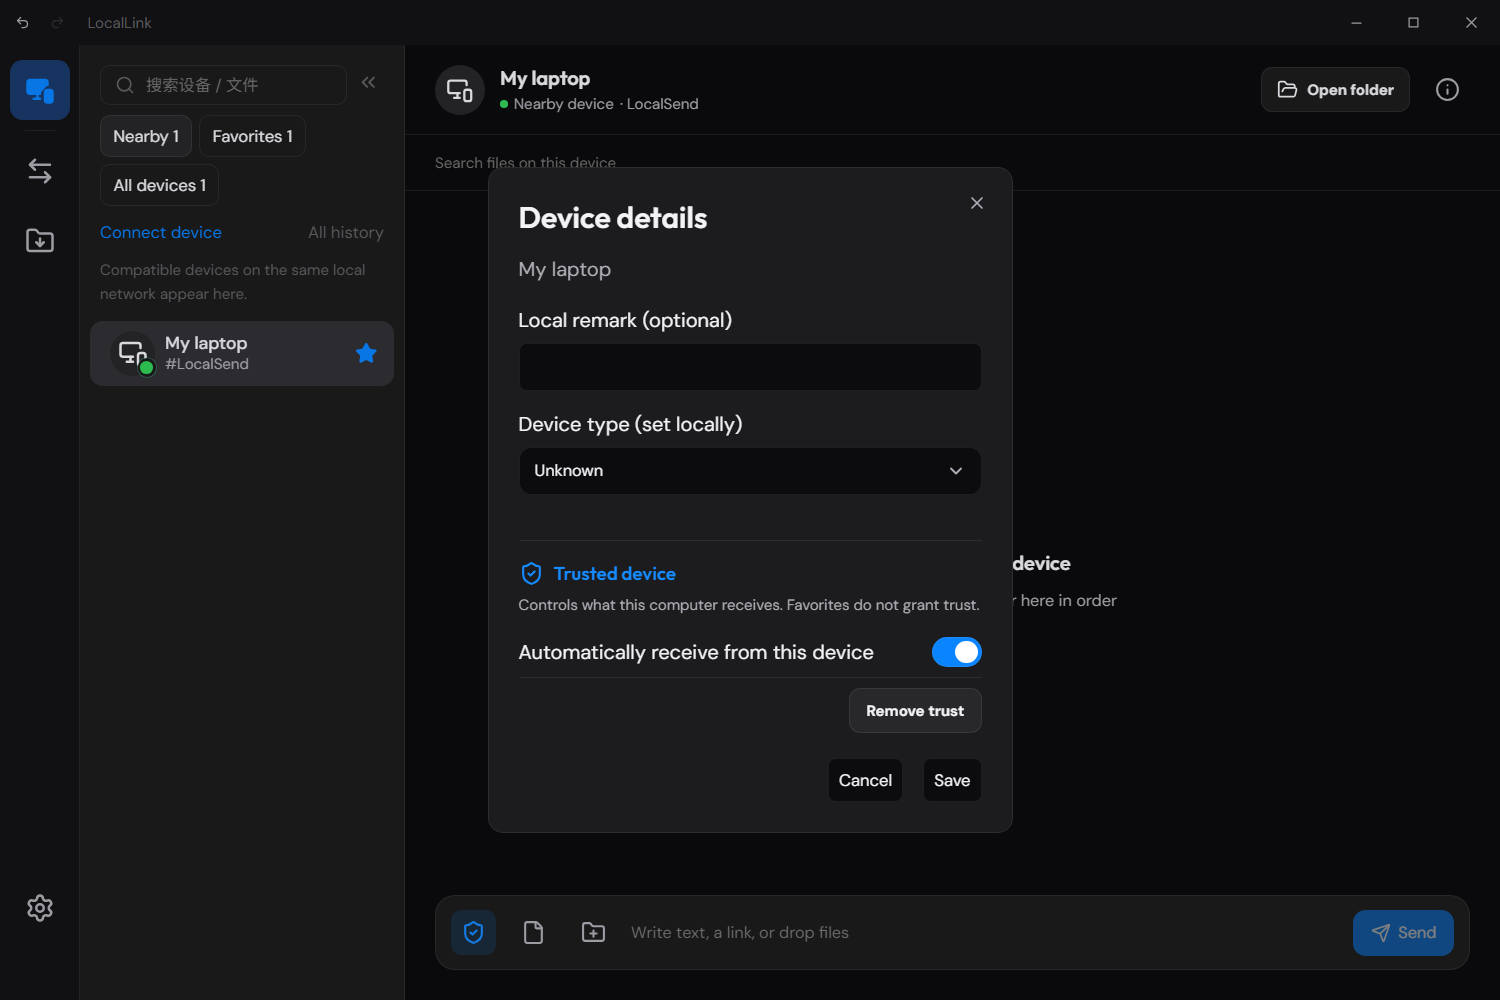 LocalLink
搜索设备 / 文件
Nearby 1
Favorites 1
All devices 1
Connect device
All history
Compatible devices on the same local
network appear here.
My laptop
#LocalSend
My laptop
Nearby device · LocalSend
Open folder
Search files on this device
Device details
My laptop
Local remark (optional)
Device type (set locally)
Unknown
Trusted device
Controls what this computer receives. Favorites do not grant trust.
Automatically receive from this device
Remove trust
Cancel
Save
device
here in order
Write text, a link, or drop files
Send